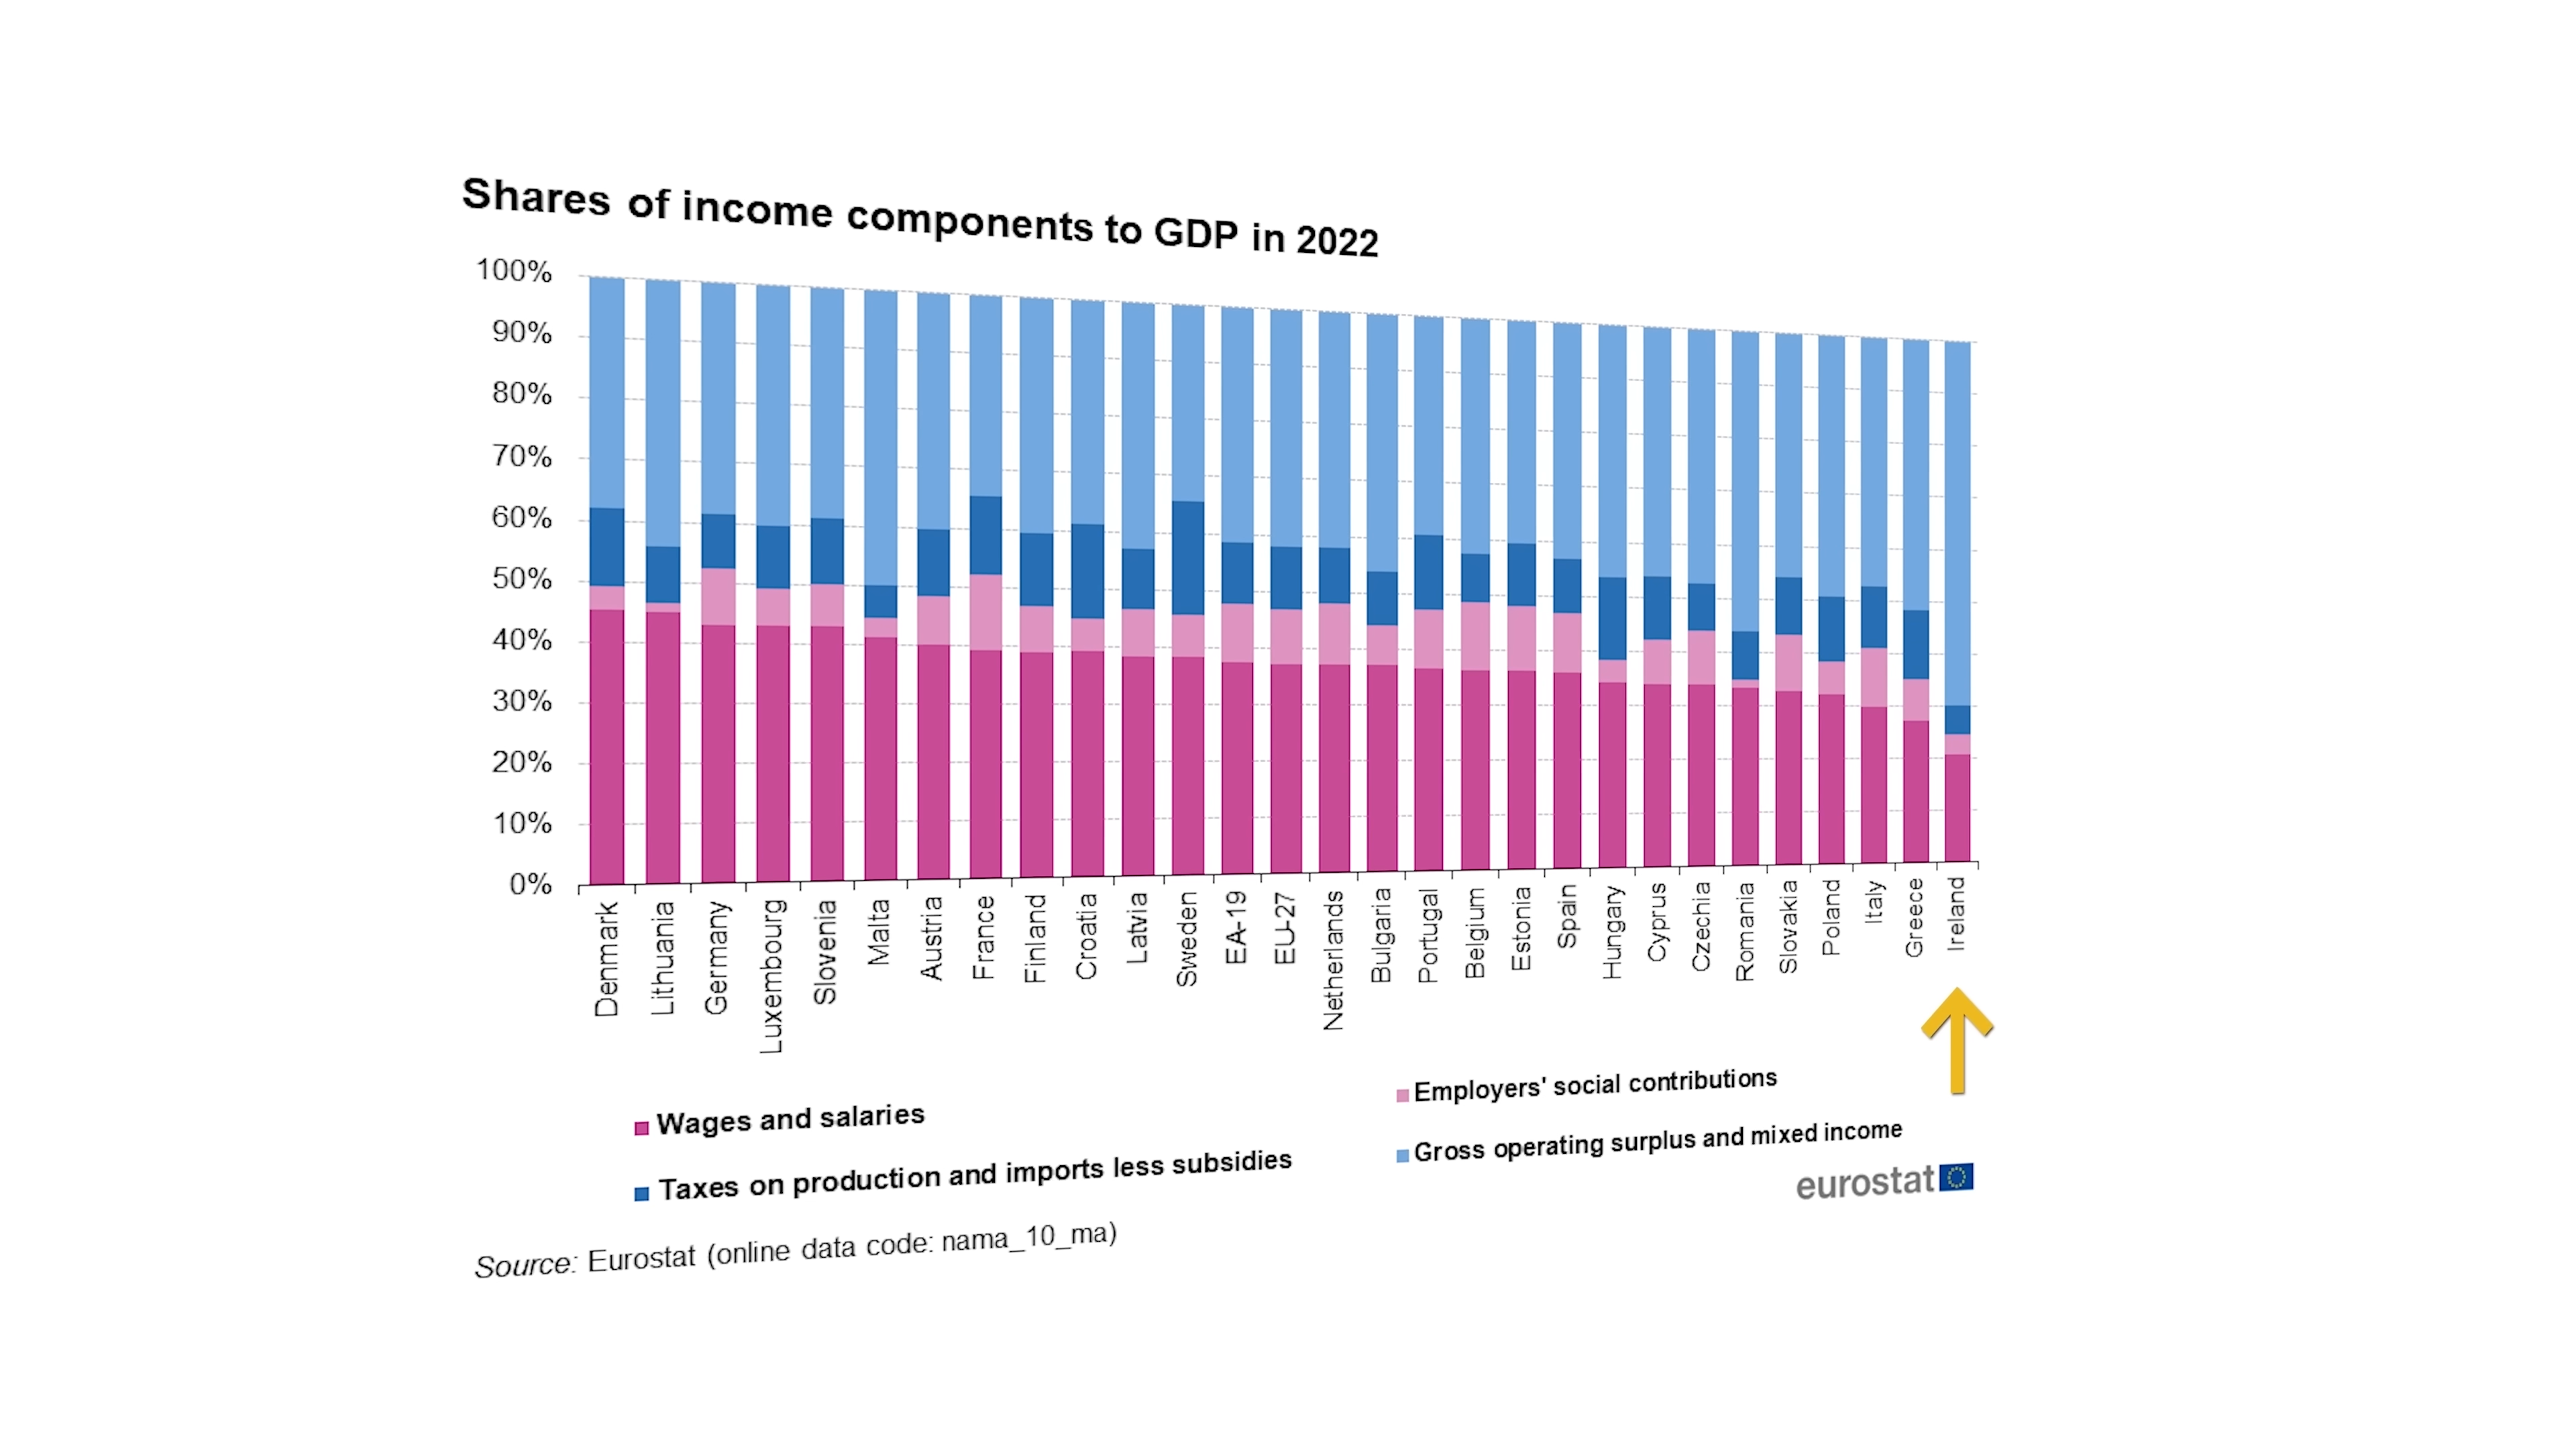 Shares of income components to GDP in 2022
100%
90%
80%
70%
60%
50%
40%
30%
20%
10%
0%
Denmark
Lithuania
Germany
Luxembourg
Slovenia
Malta
Austria
France
Finland
Croatia
Latvia
Sweden
EA-19
EU-27
Netherlands
Bulgaria
Portugal
Belgium
Estonia
Spain
Hungary
Cyprus
Czechia
Romania
Slovakia
Poland
Italy
Greece
Ireland
Wages and salaries
Employers' social contributions
Taxes on production and imports less subsidies
Gross operating surplus and mixed income
eurostat
Source: Eurostat (online data code: nama_10_ma)